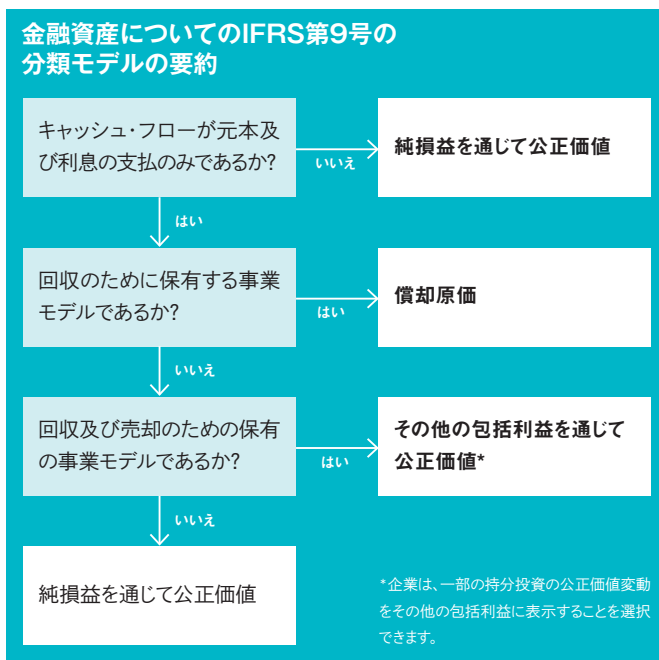 金融資産についてのIFRS第9号の
分類モデルの要約
キャッシュ・フローが元本及
び利息の支払のみであるか?
いいえ
純損益を通じて公正価値
はい
回収のために保有する事業
モデルであるか?
はい
償却原価
いいえ
回収及び売却のための保有
の事業モデルであるか?
はい
その他の包括利益を通じて
公正価値*
いいえ
純損益を通じて公正価値
*企業は、一部の持分投資の公正価値変動
をその他の包括利益に表示することを選択
できます。